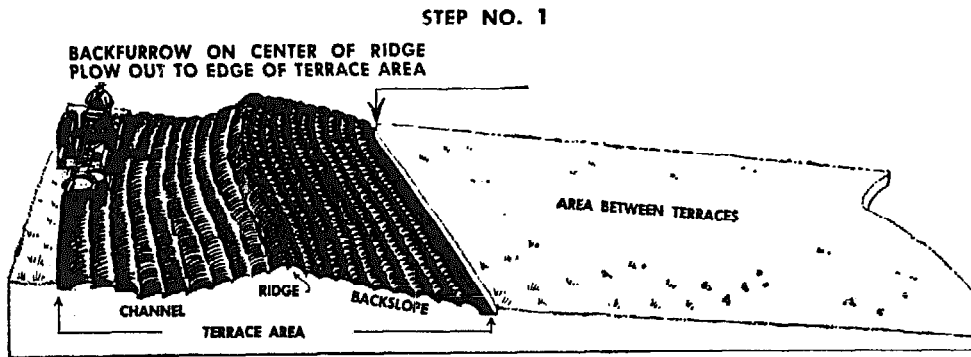 STEP NO. 1
BACKFURROW ON CENTER OF RIDGE
PLOW OUT TO EDGE OF TERRACE AREA
AREA BETWEEN TERRACES
CHANNEL
RIDGE
BACKSLOPE
TERRACE AREA